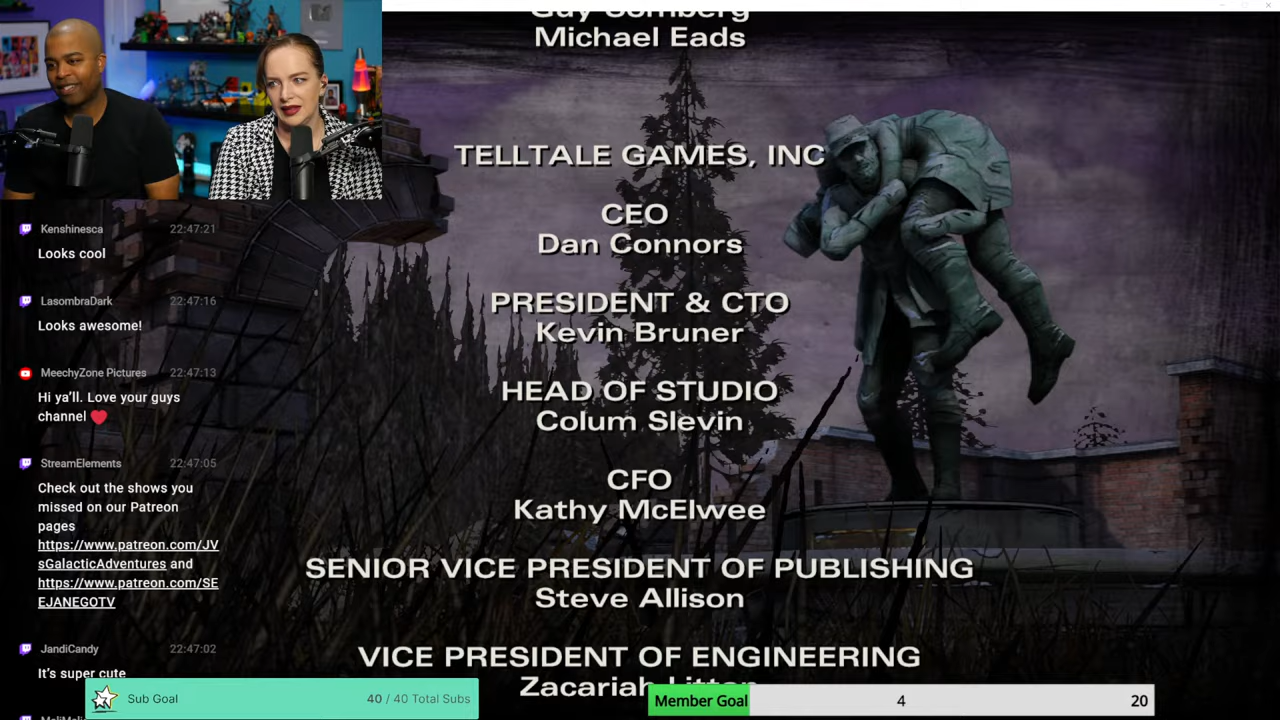 Michael Eads
TELLTALE GAMES, INC
CEO
Dan Connors
PRESIDENT & CTO
Kevin Bruner
HEAD OF STUDIO
Colum Slevin
CFO
Kathy McElwee
SENIOR VICE PRESIDENT OF PUBLISHING
Steve Allison
VICE PRESIDENT OF ENGINEERING
Zacariah Litton
Kenshinesca 22:47:21
Looks cool
LasombraDark 22:47:16
Looks awesome!
MeechyZone Pictures 22:47:13
Hi ya'll. Love your guys
channel ❤️
StreamElements 22:47:05
Check out the shows you
missed on our Patreon
pages
https://www.patreon.com/JV
sGalacticAdventures and
https://www.patreon.com/SE
EJANEGOTV
JandiCandy 22:47:02
It's super cute
Sub Goal 40 / 40 Total Subs
Member Goal 4 20